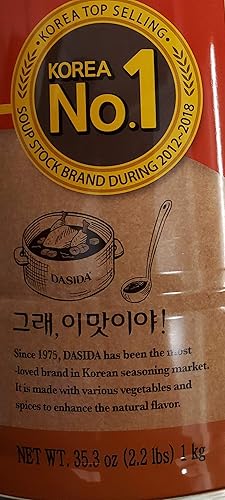 KOREA TOP SELLING
KOREA
No.1
SOUP STOCK BRAND DURING 2012~2018
DASIDA
그래, 이맛이야!
Since 1975, DASIDA has been the most
-loved brand in Korean seasoning market.
It is made with various vegetables and
spices to enhance the natural flavor.
NET WT. 35.3 oz (2.2 lbs) 1 kg